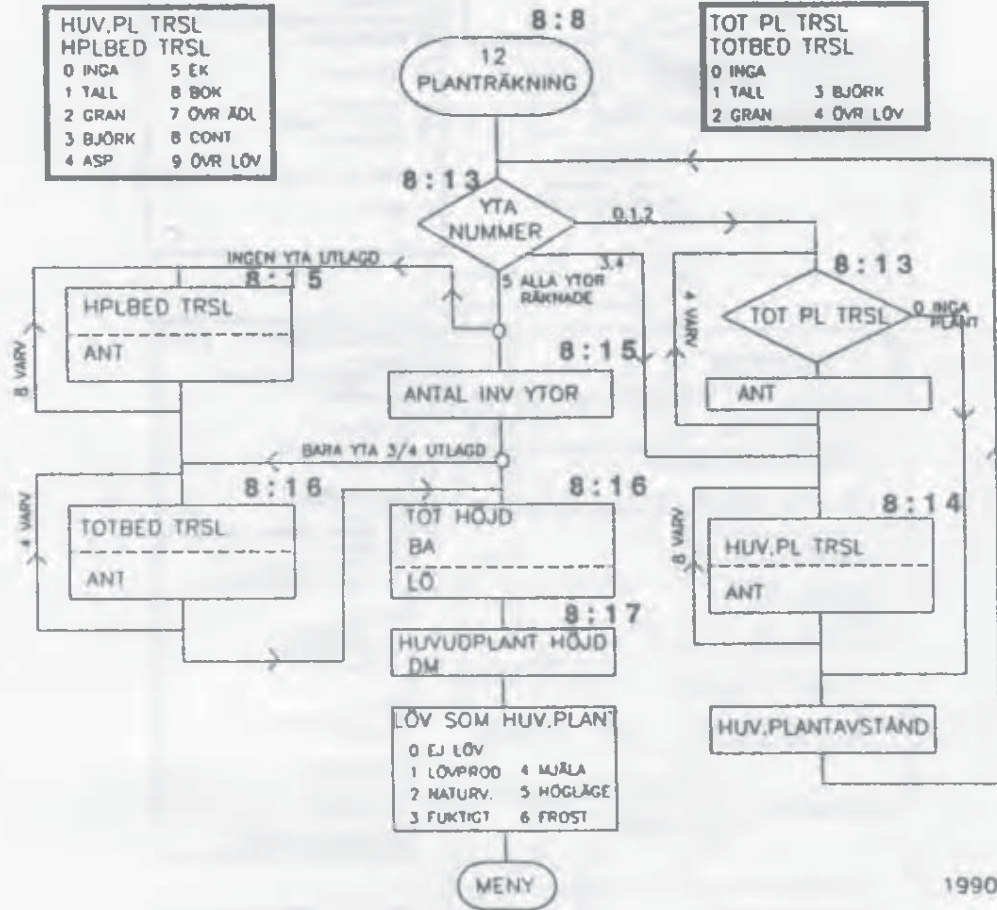 HUV.PL TRSL
HPLBED TRSL
0 INGA 5 EK
1 TALL 8 BOK
2 GRAN 7 ÖVR ÄDL
3 BJÖRK 8 CONT
4 ASP 9 ÖVR LÖV
8:8
12
PLANTRÄKNING
TOT PL TRSL
TOTBED TRSL
0 INGA
1 TALL 3 BJÖRK
2 GRAN 4 ÖVR LÖV
8:13
YTA
NUMMER
0,1,2
3,4
5 ALLA YTOR
RÄKNADE
INGEN YTA UTLAGD
8:15
HPLBED TRSL
ANT
8 VARV
8:13
TOT PL TRSL
0 INGA
PLANT
4 VARV
ANT
8:15
ANTAL INV YTOR
BARA YTA 3/4 UTLAGD
8:16
TOTBED TRSL
ANT
4 VARV
8:16
TOT HÖJD
BA
LÖ
8:14
HUV.PL TRSL
ANT
8 VARV
8:17
HUVUDPLANT HÖJD
DM
LÖV SOM HUV.PLANT
0 EJ LÖV
1 LÖVPROD 4 MJÄLA
2 NATURV. 5 HÖGLÄGE
3 FUKTIGT 6 FROST
HUV.PLANTAVSTÅND
MENY
1990